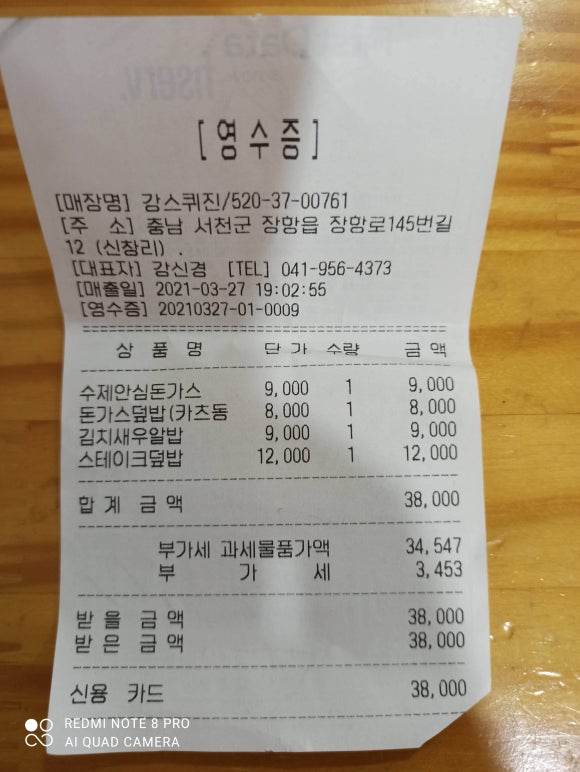 [영수증]
[매장명] 강스퀴진/520-37-00761
[주 소] 충남 서천군 장항읍 장항로145번길
12 (신창리) .
[대표자] 강신경 [TEL] 041-956-4373
[매출일] 2021-03-27 19:02:55
[영수증] 20210327-01-0009
상 품 명 단 가 수량 금 액
수제안심돈가스 9,000 1 9,000
돈가스덮밥(카츠동 8,000 1 8,000
김치새우알밥 9,000 1 9,000
스테이크덮밥 12,000 1 12,000
합 계 금 액 38,000
부가세 과세물품가액 34,547
부 가 세 3,453
받 을 금 액 38,000
받 은 금 액 38,000
신용 카드 38,000
REDMI NOTE 8 PRO
AI QUAD CAMERA